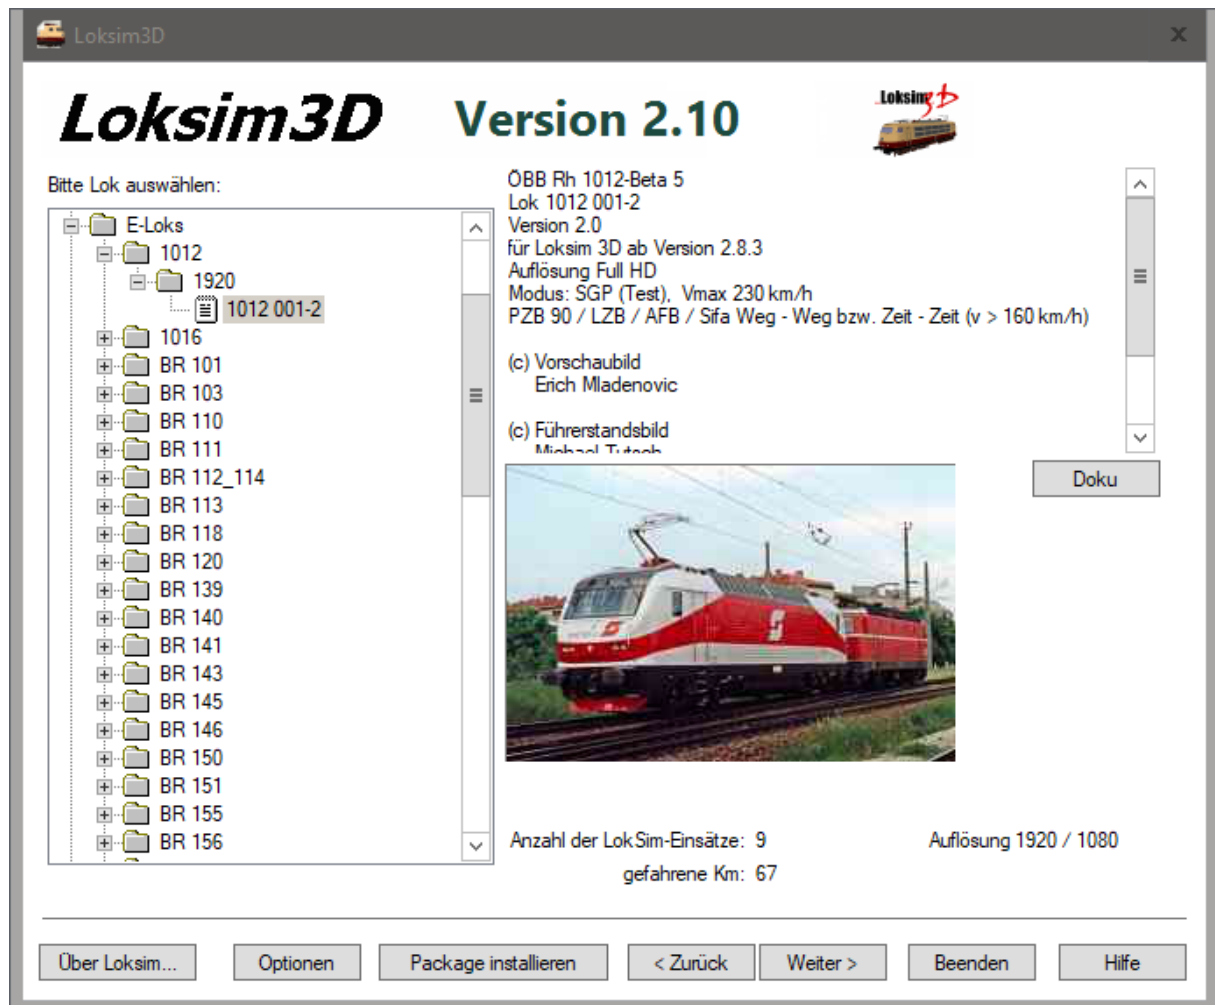 Loksim3D
x
Loksim3D
Version 2.10
Loksim3D
Bitte Lok auswählen:
E-Loks
1012
1920
1012 001-2
1016
BR 101
BR 103
BR 110
BR 111
BR 112_114
BR 113
BR 118
BR 120
BR 139
BR 140
BR 141
BR 143
BR 145
BR 146
BR 150
BR 151
BR 155
BR 156
ÖBB Rh 1012-Beta 5
Lok 1012 001-2
Version 2.0
für Loksim 3D ab Version 2.8.3
Auflösung Full HD
Modus: SGP (Test), Vmax 230 km/h
PZB 90 / LZB / AFB / Sifa Weg - Weg bzw. Zeit - Zeit (v > 160 km/h)
(c) Vorschaubild
Erich Mladenovic
(c) Führerstandsbild
Michael Tutsch
Doku
Anzahl der LokSim-Einsätze: 9
Auflösung 1920 / 1080
gefahrene Km: 67
Über Loksim...
Optionen
Package installieren
< Zurück
Weiter >
Beenden
Hilfe